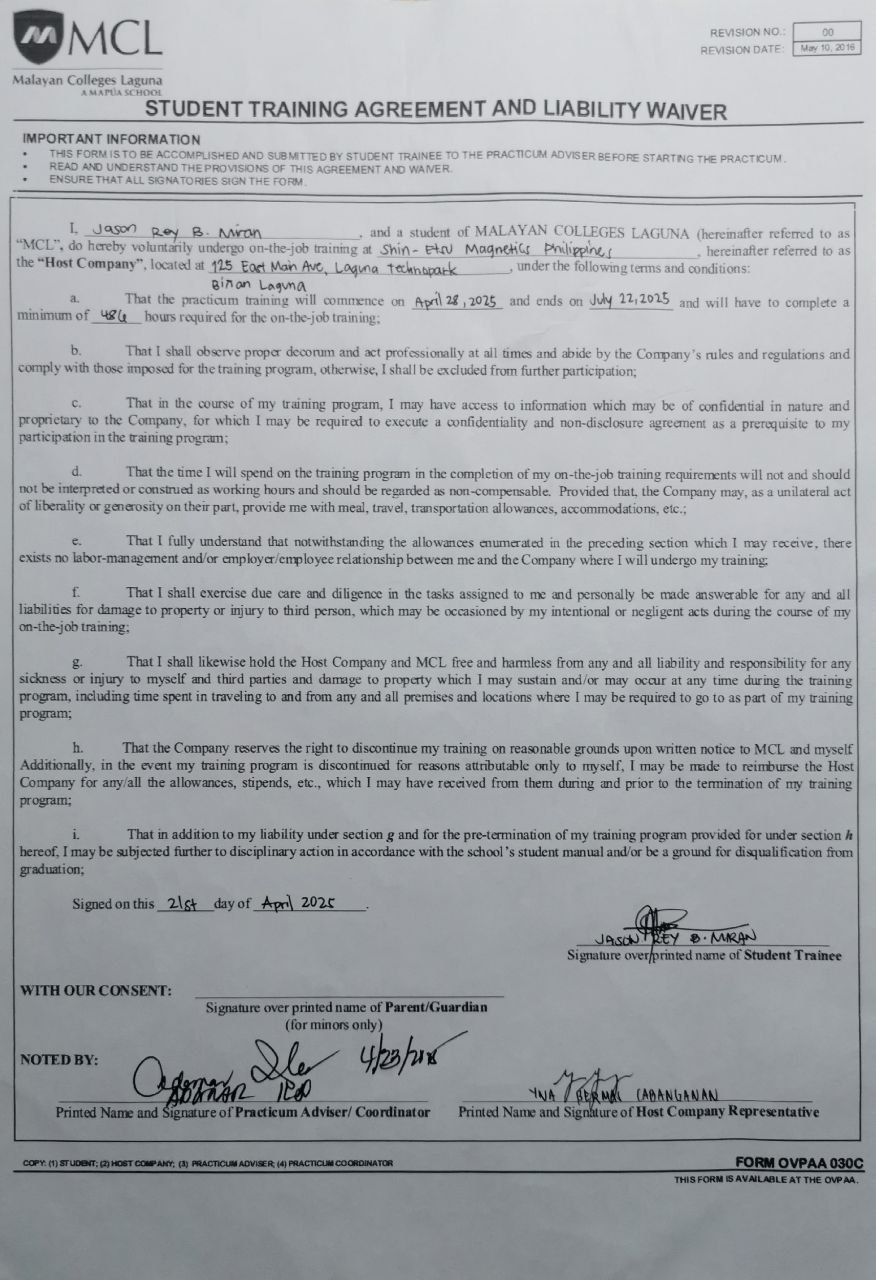 MCL
Malayan Colleges Laguna
A MAPÚA SCHOOL
REVISION NO.: 00
REVISION DATE: May 10, 2016
STUDENT TRAINING AGREEMENT AND LIABILITY WAIVER
IMPORTANT INFORMATION
• THIS FORM IS TO BE ACCOMPLISHED AND SUBMITTED BY STUDENT TRAINEE TO THE PRACTICUM ADVISER BEFORE STARTING THE PRACTICUM.
• READ AND UNDERSTAND THE PROVISIONS OF THIS AGREEMENT AND WAIVER.
• ENSURE THAT ALL SIGNATORIES SIGN THE FORM.
I, Jason Rey B. Miran, and a student of MALAYAN COLLEGES LAGUNA (hereinafter referred to as
“MCL”, do hereby voluntarily undergo on-the-job training at Shin-Etsu Magnetics Philippines, hereinafter referred to as
the “Host Company”, located at 125 East Main Ave, Laguna Technopark, under the following terms and conditions:
Biñan Laguna
a. That the practicum training will commence on April 28, 2025 and ends on July 22, 2025 and will have to complete a
minimum of 486 hours required for the on-the-job training;
b. That I shall observe proper decorum and act professionally at all times and abide by the Company’s rules and regulations and
comply with those imposed for the training program, otherwise, I shall be excluded from further participation;
c. That in the course of my training program, I may have access to information which may be of confidential in nature and
proprietary to the Company, for which I may be required to execute a confidentiality and non-disclosure agreement as a prerequisite to my
participation in the training program;
d. That the time I will spend on the training program in the completion of my on-the-job training requirements will not and should
not be interpreted or construed as working hours and should be regarded as non-compensable. Provided that, the Company may, as a unilateral act
of liberality or generosity on their part, provide me with meal, travel, transportation allowances, accommodations, etc.;
e. That I fully understand that notwithstanding the allowances enumerated in the preceding section which I may receive, there
exists no labor-management and/or employer/employee relationship between me and the Company where I will undergo my training;
f. That I shall exercise due care and diligence in the tasks assigned to me and personally be made answerable for any and all
liabilities for damage to property or injury to third person, which may be occasioned by my intentional or negligent acts during the course of my
on-the-job training;
g. That I shall likewise hold the Host Company and MCL free and harmless from any and all liability and responsibility for any
sickness or injury to myself and third parties and damage to property which I may sustain and/or may occur at any time during the training
program, including time spent in traveling to and from any and all premises and locations where I may be required to go to as part of my training
program;
h. That the Company reserves the right to discontinue my training on reasonable grounds upon written notice to MCL and myself
Additionally, in the event my training program is discontinued for reasons attributable only to myself, I may be made to reimburse the Host
Company for any/all the allowances, stipends, etc., which I may have received from them during and prior to the termination of my training
program;
i. That in addition to my liability under section g and for the pre-termination of my training program provided for under section h
hereof, I may be subjected further to disciplinary action in accordance with the school’s student manual and/or be a ground for disqualification from
graduation;
Signed on this 21st day of April 2025.
JASON REY B. MIRAN
Signature over printed name of Student Trainee
WITH OUR CONSENT:
Signature over printed name of Parent/Guardian
(for minors only)
NOTED BY:
Printed Name and Signature of Practicum Adviser/ Coordinator
YNA BERMAS CABANGANAN
Printed Name and Signature of Host Company Representative
COPY: (1) STUDENT; (2) HOST COMPANY; (3) PRACTICUM ADVISER; (4) PRACTICUM COORDINATOR
FORM OVPAA 030C
THIS FORM IS AVAILABLE AT THE OVPAA.